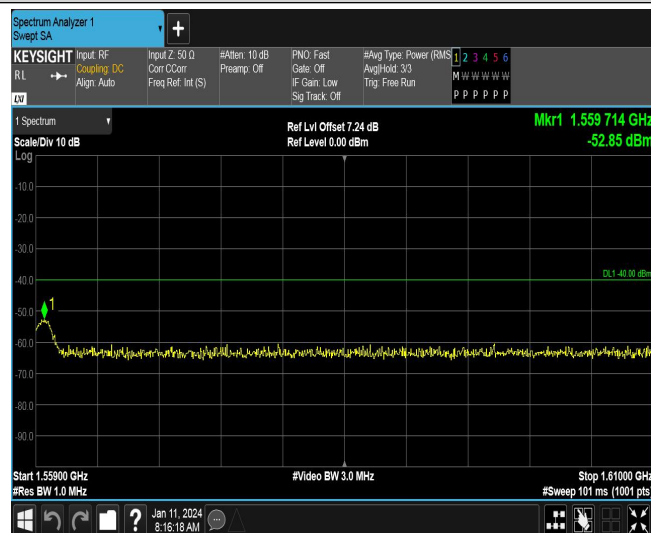 Spectrum Analyzer 1
Swept SA
+
KEYSIGHT Input: RF Input Z: 50 Ω #Atten: 10 dB PNO: Fast #Avg Type: Power (RMS 1 2 3 4 5 6
RL Coupling: DC Corr CCorr Preamp: Off Gate: Off Avg|Hold: 3/3 M W W W W W
Align: Auto Freq Ref: Int (S) IF Gain: Low Trig: Free Run
LXI Sig Track: Off P P P P P P
1 Spectrum Ref Lvl Offset 7.24 dB Mkr1 1.559 714 GHz
Scale/Div 10 dB Ref Level 0.00 dBm -52.85 dBm
Log
-10.0
-20.0
-30.0
-40.0 DL1 -40.00 dBm
-50.0 1
-60.0
-70.0
-80.0
-90.0
Start 1.55900 GHz #Video BW 3.0 MHz Stop 1.61000 GHz
#Res BW 1.0 MHz #Sweep 101 ms (1001 pts
? Jan 11, 2024
8:16:18 AM